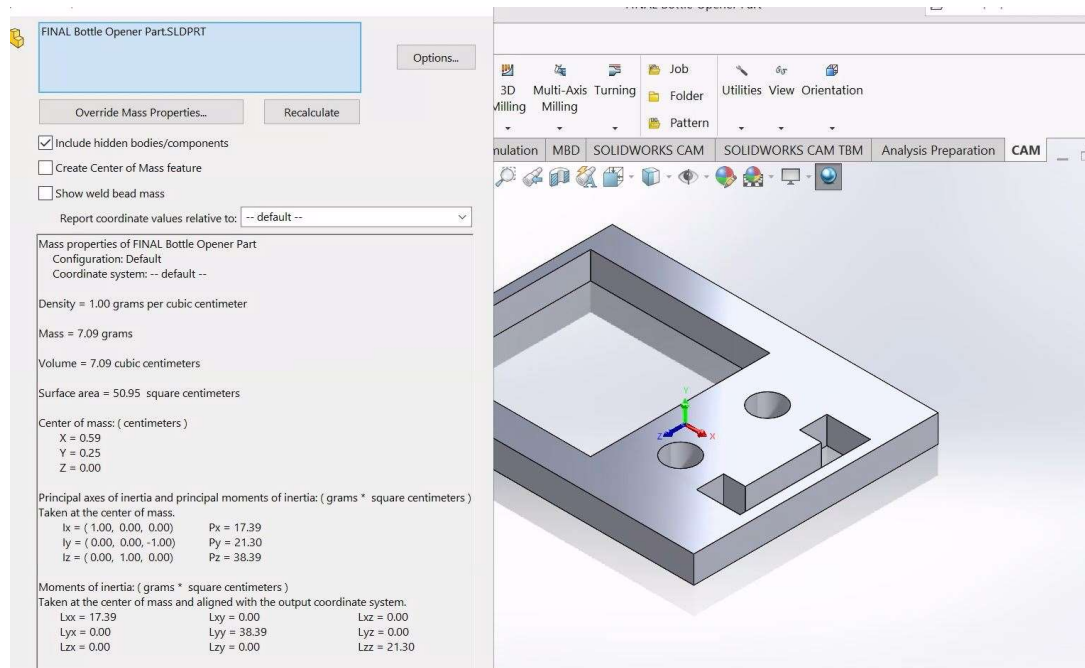 FINAL Bottle Opener Part.SLDPRT
Options...
Override Mass Properties...
Recalculate
Include hidden bodies/components
Create Center of Mass feature
Show weld bead mass
Report coordinate values relative to: -- default --
Mass properties of FINAL Bottle Opener Part
Configuration: Default
Coordinate system: -- default --
Density = 1.00 grams per cubic centimeter
Mass = 7.09 grams
Volume = 7.09 cubic centimeters
Surface area = 50.95 square centimeters
Center of mass: ( centimeters )
X = 0.59
Y = 0.25
Z = 0.00
Principal axes of inertia and principal moments of inertia: ( grams * square centimeters )
Taken at the center of mass.
Ix = ( 1.00, 0.00, 0.00) Px = 17.39
Iy = ( 0.00, 0.00, -1.00) Py = 21.30
Iz = ( 0.00, 1.00, 0.00) Pz = 38.39
Moments of inertia: ( grams * square centimeters )
Taken at the center of mass and aligned with the output coordinate system.
Lxx = 17.39 Lxy = 0.00 Lxz = 0.00
Lyx = 0.00 Lyy = 38.39 Lyz = 0.00
Lzx = 0.00 Lzy = 0.00 Lzz = 21.30
3D Milling
Multi-Axis Milling
Turning
Job
Folder
Pattern
Utilities
View
Orientation
MBD
SOLIDWORKS CAM
SOLIDWORKS CAM TBM
Analysis Preparation
CAM
Y
Z
X